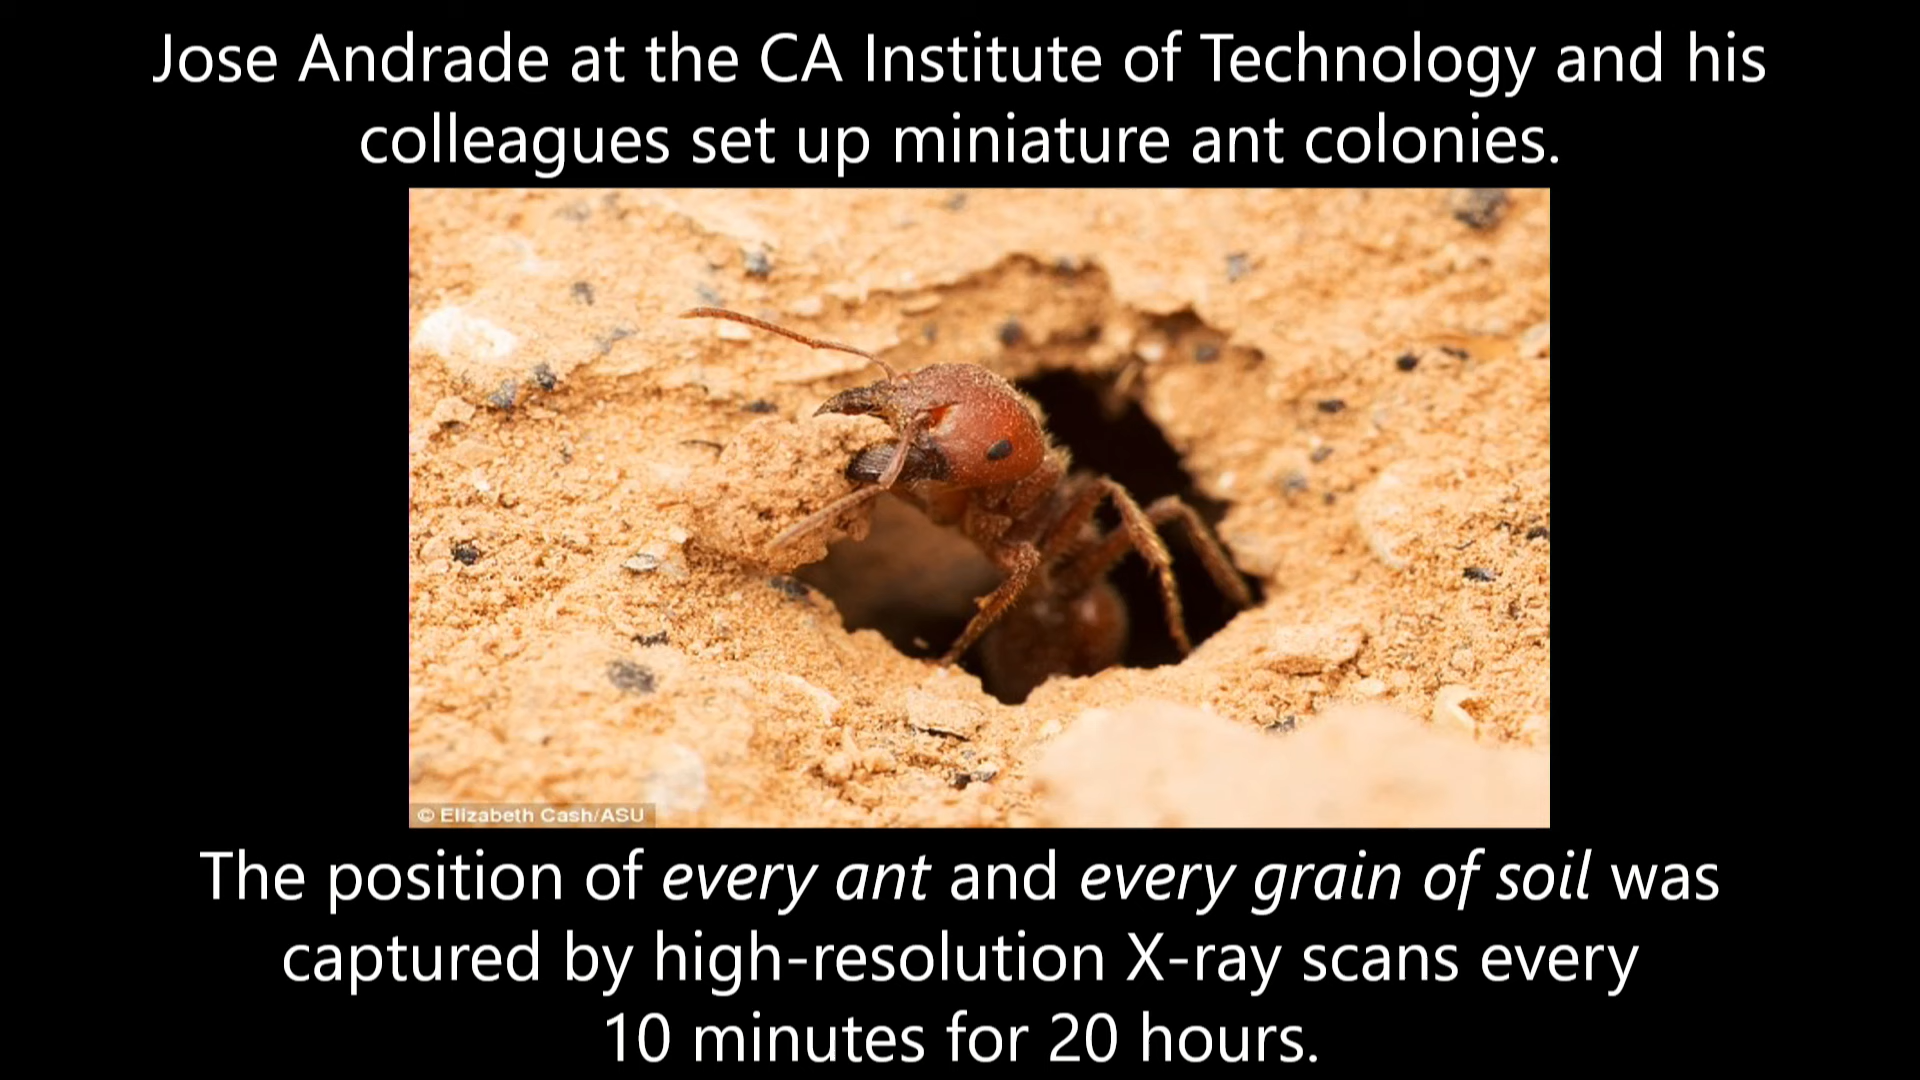 Jose Andrade at the CA Institute of Technology and his
colleagues set up miniature ant colonies.
© Elizabeth Cash/ASU
The position of every ant and every grain of soil was
captured by high-resolution X-ray scans every
10 minutes for 20 hours.